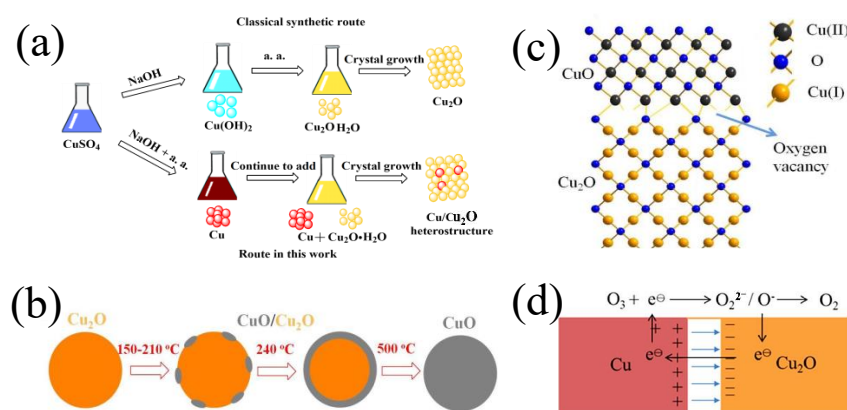 (a)
Classical synthetic route
NaOH
a. a.
Crystal growth
Cu(OH)₂
Cu₂O H₂O
Cu₂O
CuSO₄
NaOH + a. a.
Continue to add
Crystal growth
Cu
Cu + Cu₂O•H₂O
Cu/Cu₂O
heterostructure
Route in this work
(b)
Cu₂O
CuO/Cu₂O
CuO
150-210 °C
240 °C
500 °C
(c)
CuO
Cu₂O
Cu(II)
O
Cu(I)
Oxygen
vacancy
(d)
O₃ + e⊖ → O₂²⁻/ O⁻ → O₂
+ +
+
+
+
+
+
−
−
−
−
−
−
e⊖
e⊖
Cu
Cu₂O